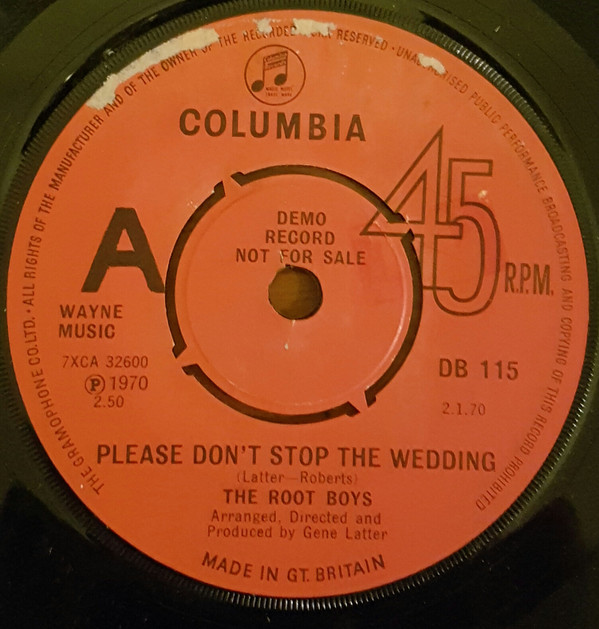 THE GRAMOPHONE CO. LTD. · ALL RIGHTS OF THE MANUFACTURER AND OF THE OWNER OF THE RECORDED RESERVED · UNAUTHORISED PUBLIC PERFORMANCE BROADCASTING AND COPYING OF THIS RECORD PROHIBITED
COLUMBIA
45
R.P.M.
A
DEMO
RECORD
NOT FOR SALE
WAYNE
MUSIC
7XCA 32600
Ⓟ 1970
2.50
DB 115
2.1.70
PLEASE DON'T STOP THE WEDDING
(Latter—Roberts)
THE ROOT BOYS
Arranged, Directed and
Produced by Gene Latter
MADE IN GT. BRITAIN